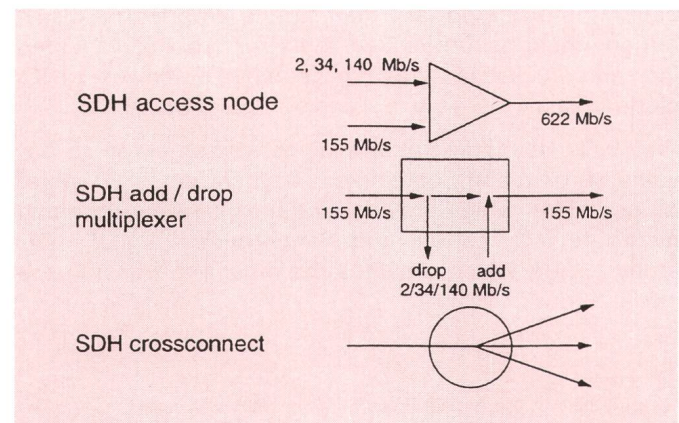 2, 34, 140 Mb/s
SDH access node
622 Mb/s
155 Mb/s
SDH add / drop
multiplexer
155 Mb/s
155 Mb/s
drop add
2/34/140 Mb/s
SDH crossconnect